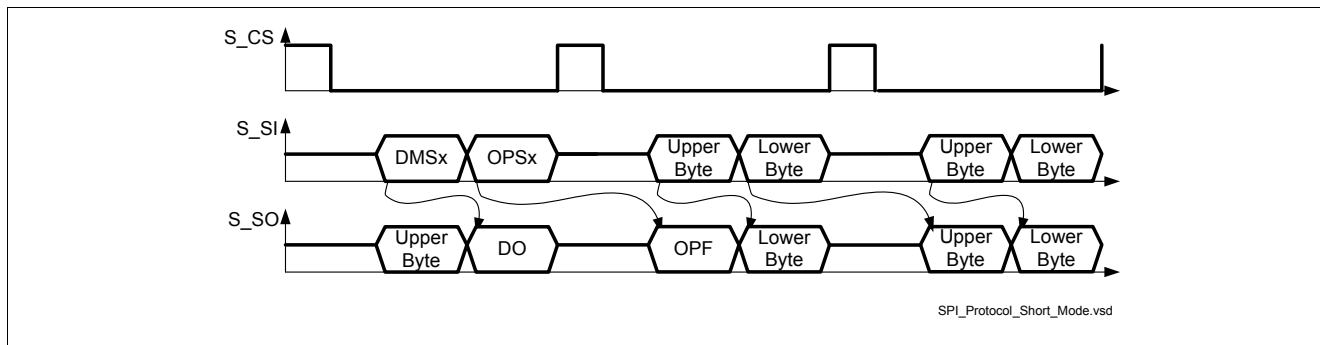 S_CS
S_SI
DMSx OPSx Upper Byte Lower Byte Upper Byte Lower Byte
S_SO
Upper Byte DO OPF Lower Byte Upper Byte Lower Byte
SPI_Protocol_Short_Mode.vsd